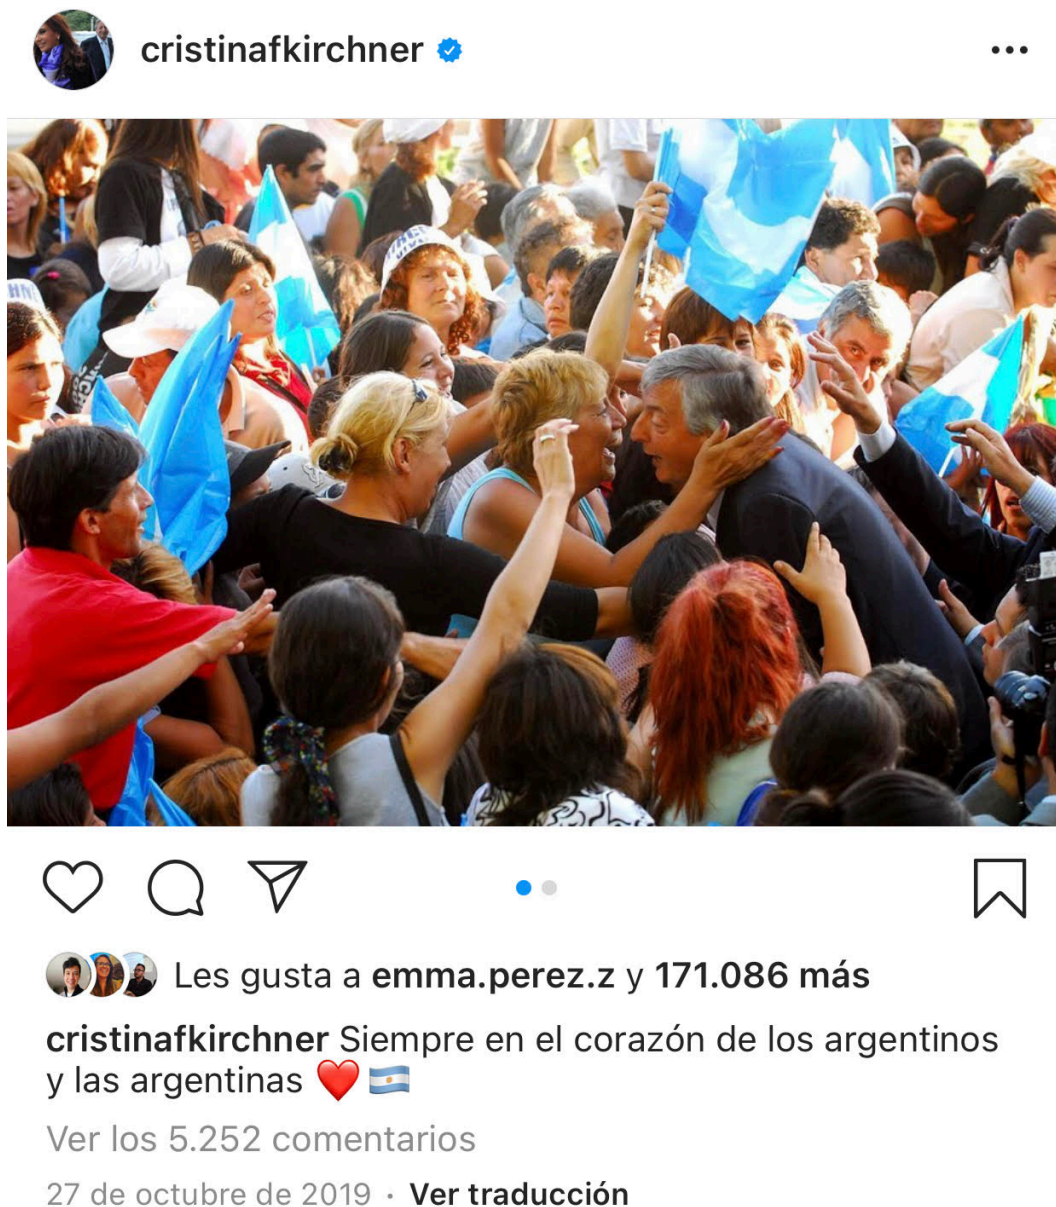 cristinafkirchner
Les gusta a emma.perez.z y 171.086 más
cristinafkirchner Siempre en el corazón de los argentinos
y las argentinas ❤️ 🇦🇷
Ver los 5.252 comentarios
27 de octubre de 2019 · Ver traducción